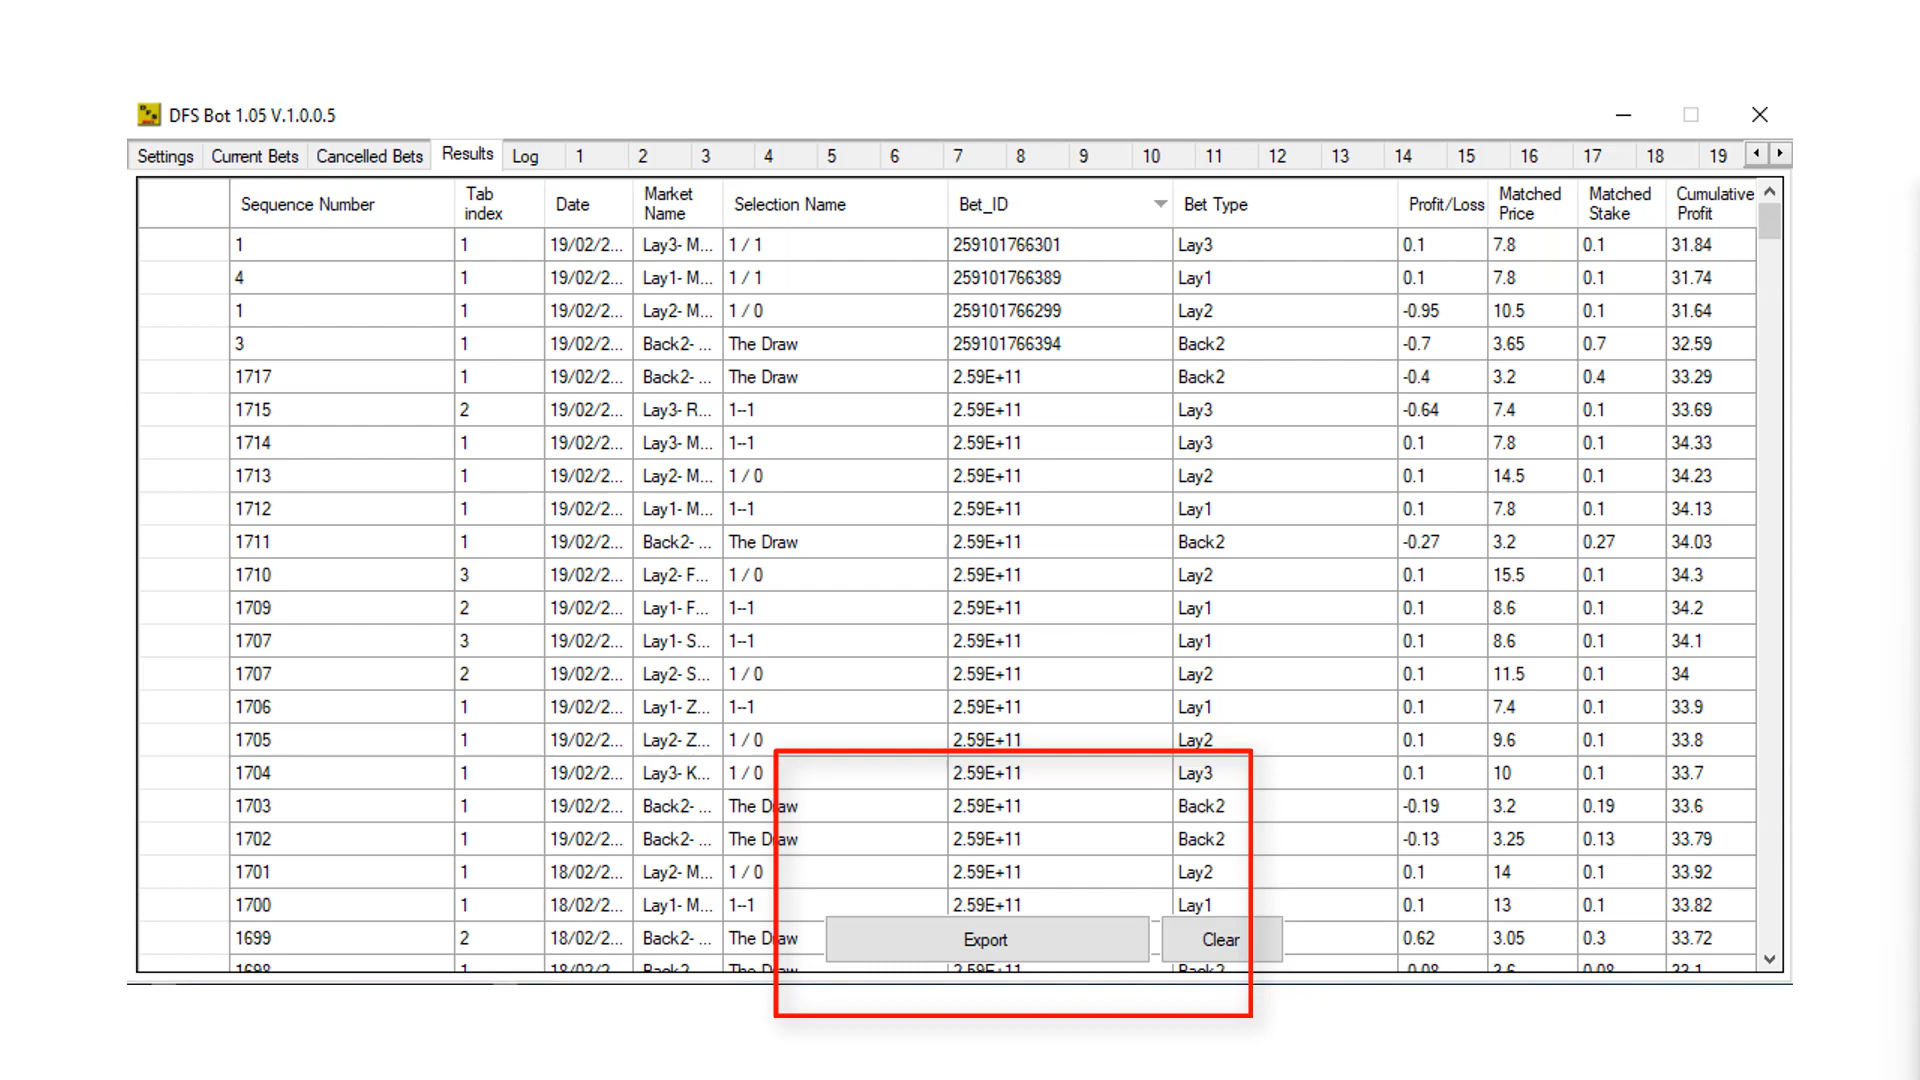 DFS Bot 1.05 V.1.0.0.5
Settings Current Bets Cancelled Bets Results Log 1 2 3 4 5 6 7 8 9 10 11 12 13 14 15 16 17 18 19
Sequence Number Tab index Date Market Name Selection Name Bet_ID Bet Type Profit/Loss Matched Price Matched Stake Cumulative Profit
1 1 19/02/2... Lay3- M... 1 / 1 259101766301 Lay3 0.1 7.8 0.1 31.84
4 1 19/02/2... Lay1- M... 1 / 1 259101766389 Lay1 0.1 7.8 0.1 31.74
1 1 19/02/2... Lay2- M... 1 / 0 259101766299 Lay2 -0.95 10.5 0.1 31.64
3 1 19/02/2... Back2- ... The Draw 259101766394 Back2 -0.7 3.65 0.7 32.59
1717 1 19/02/2... Back2- ... The Draw 2.59E+11 Back2 -0.4 3.2 0.4 33.29
1715 2 19/02/2... Lay3- R... 1--1 2.59E+11 Lay3 -0.64 7.4 0.1 33.69
1714 1 19/02/2... Lay3- M... 1--1 2.59E+11 Lay3 0.1 7.8 0.1 34.33
1713 1 19/02/2... Lay2- M... 1 / 0 2.59E+11 Lay2 0.1 14.5 0.1 34.23
1712 1 19/02/2... Lay1- M... 1--1 2.59E+11 Lay1 0.1 7.8 0.1 34.13
1711 1 19/02/2... Back2- ... The Draw 2.59E+11 Back2 -0.27 3.2 0.27 34.03
1710 3 19/02/2... Lay2- F... 1 / 0 2.59E+11 Lay2 0.1 15.5 0.1 34.3
1709 2 19/02/2... Lay1- F... 1--1 2.59E+11 Lay1 0.1 8.6 0.1 34.2
1707 3 19/02/2... Lay1- S... 1--1 2.59E+11 Lay1 0.1 8.6 0.1 34.1
1707 2 19/02/2... Lay2- S... 1 / 0 2.59E+11 Lay2 0.1 11.5 0.1 34
1706 1 19/02/2... Lay1- Z... 1--1 2.59E+11 Lay1 0.1 7.4 0.1 33.9
1705 1 19/02/2... Lay2- Z... 1 / 0 2.59E+11 Lay2 0.1 9.6 0.1 33.8
1704 1 19/02/2... Lay3- K... 1 / 0 2.59E+11 Lay3 0.1 10 0.1 33.7
1703 1 19/02/2... Back2- ... The Draw 2.59E+11 Back2 -0.19 3.2 0.19 33.6
1702 1 19/02/2... Back2- ... The Draw 2.59E+11 Back2 -0.13 3.25 0.13 33.79
1701 1 18/02/2... Lay2- M... 1 / 0 2.59E+11 Lay2 0.1 14 0.1 33.92
1700 1 18/02/2... Lay1- M... 1--1 2.59E+11 Lay1 0.1 13 0.1 33.82
1699 2 18/02/2... Back2- ... The Draw 0.62 3.05 0.3 33.72
Export Clear
1698 1 18/02/2... Back2- ... The Draw 2.59E+11 Back2 3.6 0.08 33.1